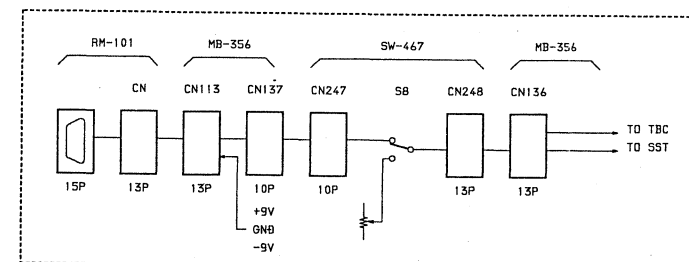 RM-101 MB-356 SW-467 MB-356
CN CN113 CN137 CN247 S8 CN248 CN136
TO TBC
TO SST
15P 13P 13P 10P 10P 13P 13P
+9V
GND
-9V